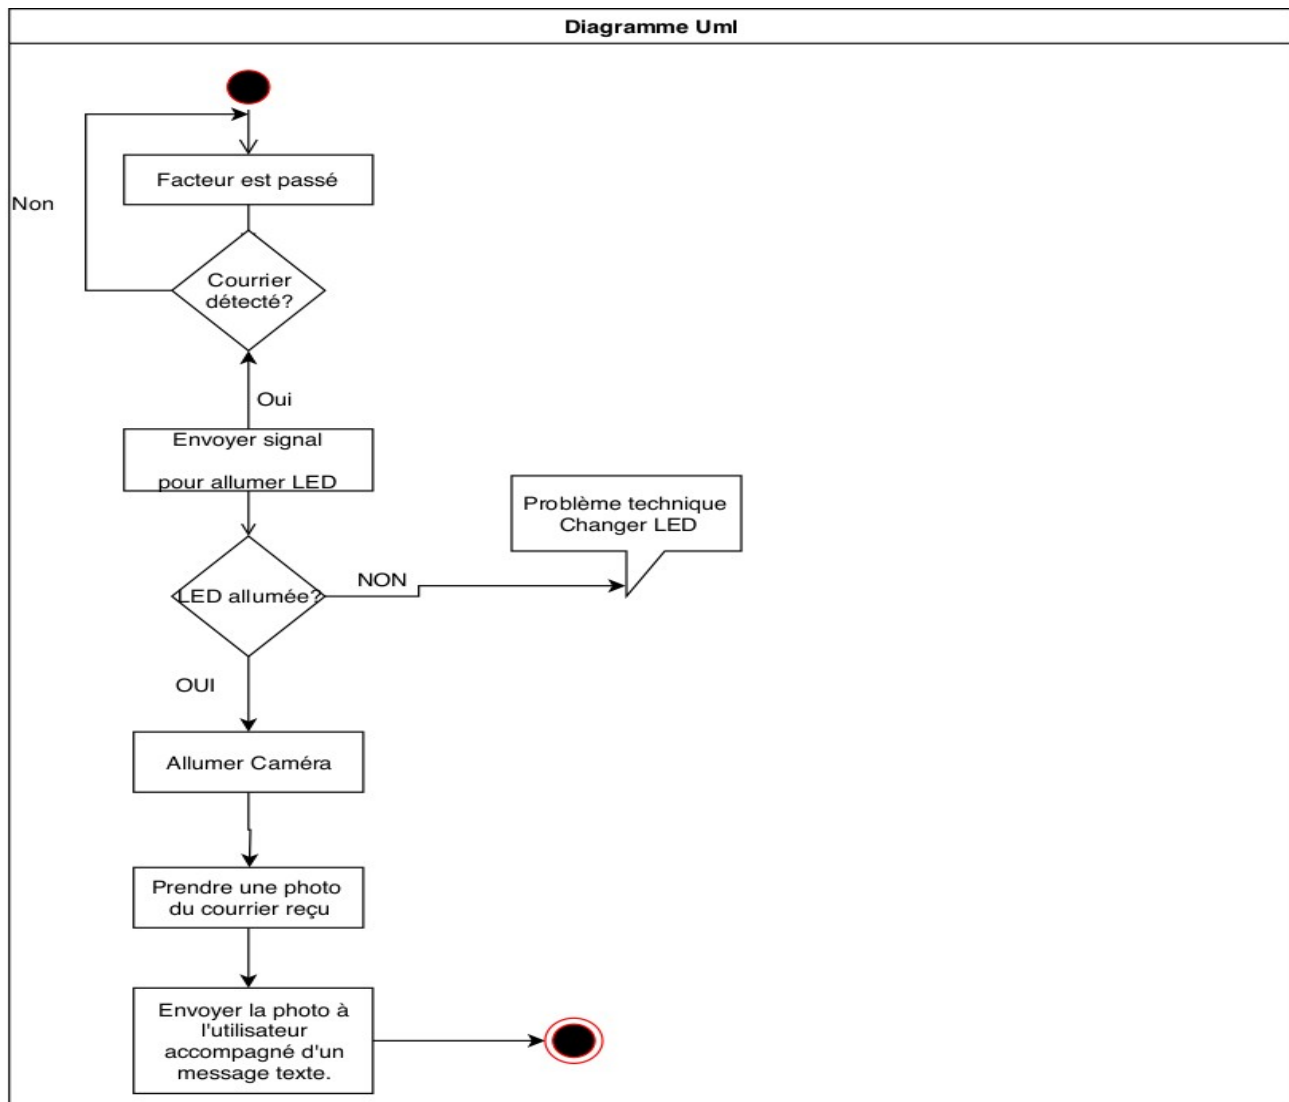 Diagramme Uml
Facteur est passé
Non
Courrier
détecté?
Oui
Envoyer signal
pour allumer LED
Problème technique
Changer LED
LED allumée?
NON
OUI
Allumer Caméra
Prendre une photo
du courrier reçu
Envoyer la photo à
l'utilisateur
accompagné d'un
message texte.